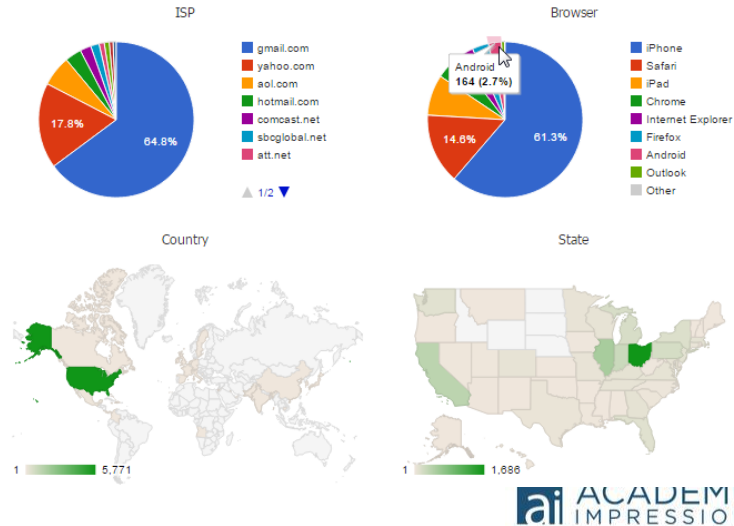 ISP
gmail.com
yahoo.com
aol.com
hotmail.com
comcast.net
sbcglobal.net
att.net
1/2
17.8%
64.8%
Browser
iPhone
Safari
iPad
Chrome
Internet Explorer
Firefox
Android
Outlook
Other
Android
164 (2.7%)
14.6%
61.3%
Country
1
5,771
State
1
1,686
ai
ACADEM
IMPRESSIO